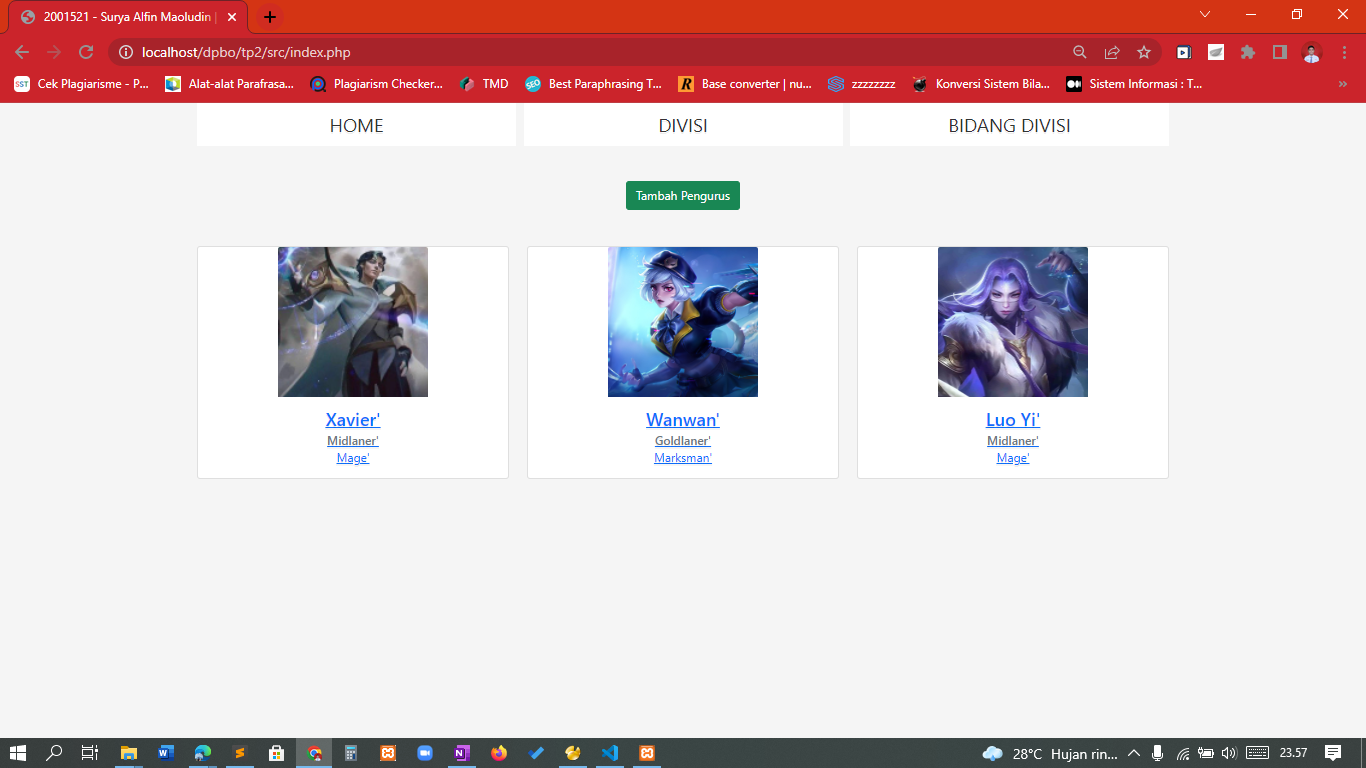 2001521 - Surya Alfin Maoludin |
localhost/dpbo/tp2/src/index.php
SST Cek Plagiarisme - P... Alat-alat Parafrasa... Plagiarism Checker... TMD SEO Best Paraphrasing T... R Base converter | nu... zzzzzzzz Konversi Sistem Bila... Sistem Informasi : T... »
HOME DIVISI BIDANG DIVISI
Tambah Pengurus
Xavier' Wanwan' Luo Yi'
Midlaner' Goldlaner' Midlaner'
Mage' Marksman' Mage'
28°C Hujan rin... 23.57